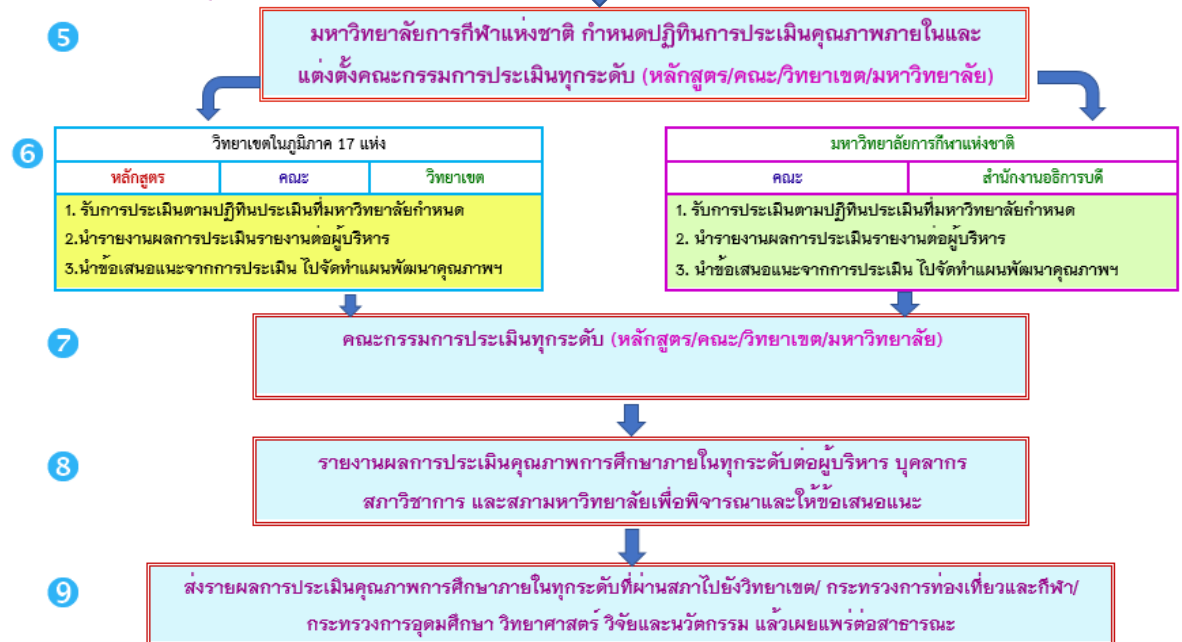 5
มหาวิทยาลัยการกีฬาแห่งชาติ กำหนดปฏิทินการประเมินคุณภาพภายในและ
แต่งตั้งคณะกรรมการประเมินทุกระดับ (หลักสูตร/คณะ/วิทยาเขต/มหาวิทยาลัย)
6
วิทยาเขตในภูมิภาค 17 แห่ง
หลักสูตร คณะ วิทยาเขต
1. รับการประเมินตามปฏิทินประเมินที่มหาวิทยาลัยกำหนด
2.นำรายงานผลการประเมินรายงานต่อผู้บริหาร
3.นำข้อเสนอแนะจากการประเมิน ไปจัดทำแผนพัฒนาคุณภาพฯ
มหาวิทยาลัยการกีฬาแห่งชาติ
คณะ สำนักงานอธิการบดี
1. รับการประเมินตามปฏิทินประเมินที่มหาวิทยาลัยกำหนด
2. นำรายงานผลการประเมินรายงานต่อผู้บริหาร
3. นำข้อเสนอแนะจากการประเมิน ไปจัดทำแผนพัฒนาคุณภาพฯ
7
คณะกรรมการประเมินทุกระดับ (หลักสูตร/คณะ/วิทยาเขต/มหาวิทยาลัย)
8
รายงานผลการประเมินคุณภาพการศึกษาภายในทุกระดับต่อผู้บริหาร บุคลากร
สภาวิชาการ และสภามหาวิทยาลัยเพื่อพิจารณาและให้ข้อเสนอแนะ
9
ส่งรายผลการประเมินคุณภาพการศึกษาภายในทุกระดับที่ผ่านสภาไปยังวิทยาเขต/ กระทรวงการท่องเที่ยวและกีฬา/
กระทรวงการอุดมศึกษา วิทยาศาสตร์ วิจัยและนวัตกรรม แล้วเผยแพร่ต่อสาธารณะ